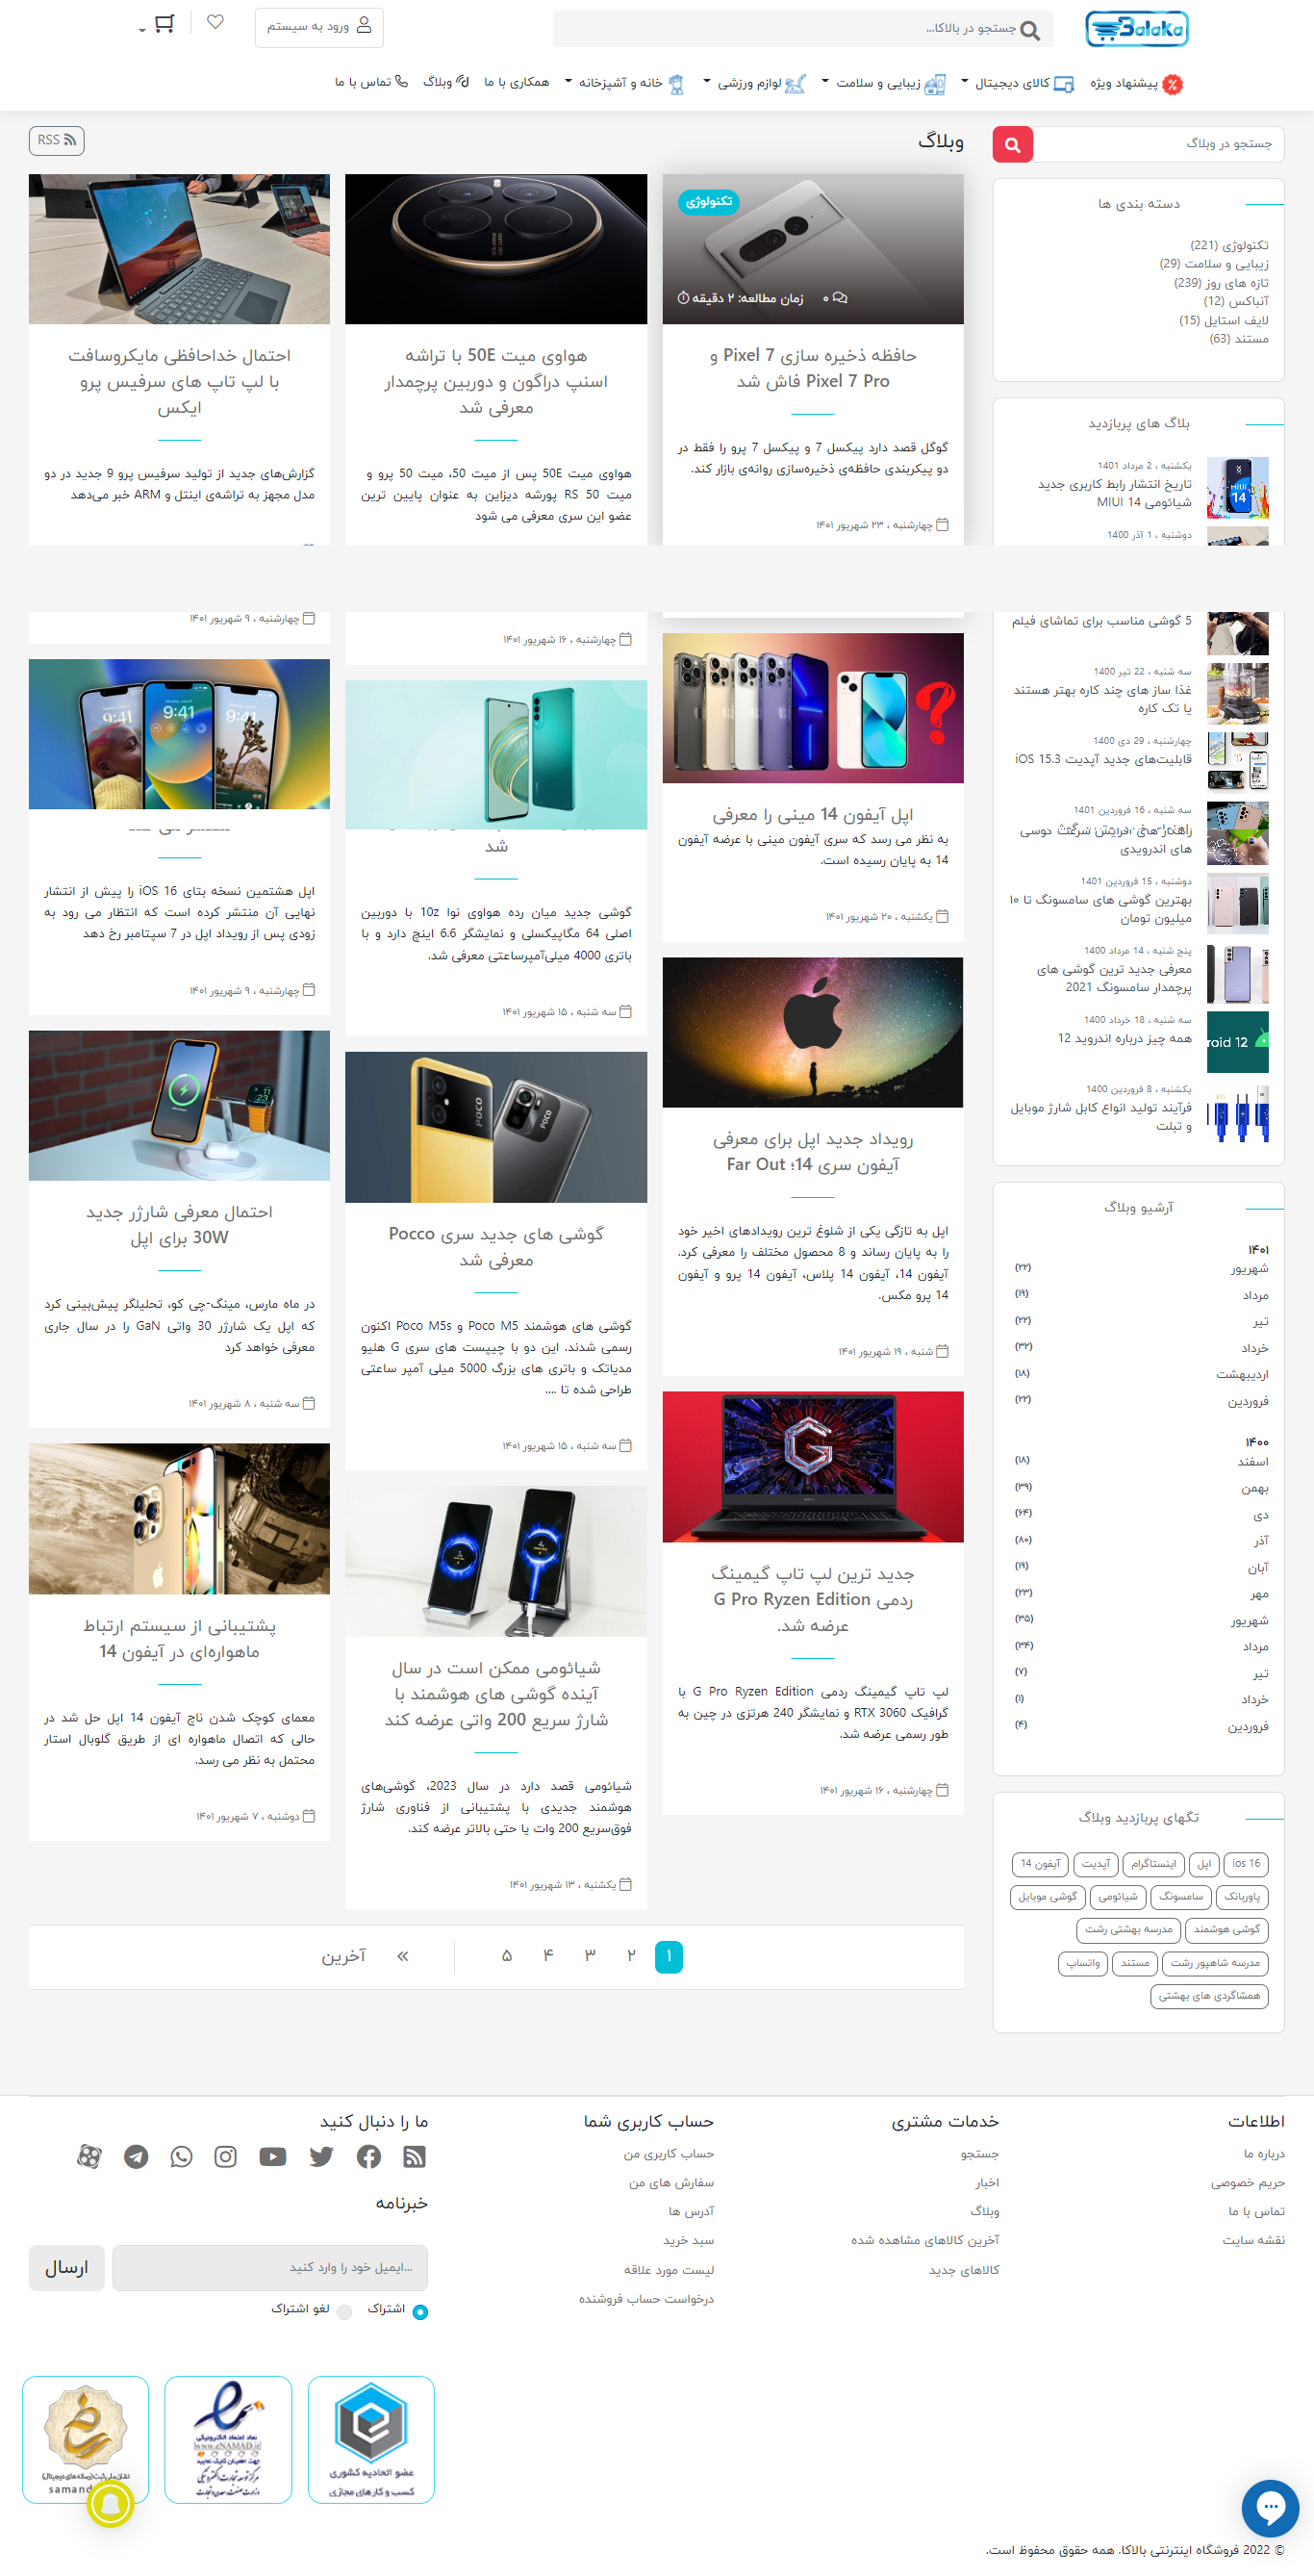 Balaka
جستجو در بالاکا...
ورود به سیستم
پیشنهاد ویژه
کالای دیجیتال
زیبایی و سلامت
لوازم ورزشی
خانه و آشپزخانه
همکاری با ما
وبلاگ
تماس با ما
جستجو در وبلاگ
دسته بندی ها
تکنولوژی (221)
زیبایی و سلامت (29)
تازه های روز (239)
آنباکس (12)
لایف استایل (15)
مستند (63)
بلاگ های پربازدید
یکشنبه ، 2 مرداد 1401
تاریخ انتشار رابط کاربری جدید
شیائومی MIUI 14
دوشنبه ، 1 آذر 1400
5 گوشی مناسب برای تماشای فیلم
سه شنبه ، 22 تیر 1400
غذا ساز های چند کاره بهتر هستند
یا تک کاره
چهارشنبه ، 29 دی 1400
قابلیت‌های جدید آپدیت iOS 15.3
سه شنبه ، 16 فروردین 1401
های اندرویدی
دوشنبه ، 15 فروردین 1401
بهترین گوشی های سامسونگ تا ۱۰
میلیون تومان
پنج شنبه ، 14 مرداد 1400
معرفی جدید ترین گوشی های
پرچمدار سامسونگ 2021
سه شنبه ، 18 خرداد 1400
همه چیز درباره اندروید 12
یکشنبه ، 8 فروردین 1400
فرآیند تولید انواع کابل شارژ موبایل
و تبلت
آرشیو وبلاگ
۱۴۰۱
شهریور (۲۲)
مرداد (۱۹)
تیر (۲۲)
خرداد (۳۲)
اردیبهشت (۱۸)
فروردین (۲۲)
۱۴۰۰
اسفند (۱۸)
بهمن (۳۹)
دی (۶۴)
آذر (۸۰)
آبان (۱۹)
مهر (۲۳)
شهریور (۳۵)
مرداد (۳۴)
تیر (۷)
خرداد (۱)
فروردین (۴)
تگهای پربازدید وبلاگ
ios 16
اپل
اینستاگرام
آپدیت
آیفون 14
پاوربانک
سامسونگ
شیائومی
گوشی موبایل
گوشی هوشمند
مدرسه بهشتی رشت
مدرسه شاهپور رشت
مستند
واتساپ
همشاگردی های بهشتی
وبلاگ
RSS
تکنولوژی
۰
زمان مطالعه: ۲ دقیقه
حافظه ذخیره سازی Pixel 7 و
Pixel 7 Pro فاش شد
گوگل قصد دارد پیکسل 7 و پیکسل 7 پرو را فقط در
دو پیکربندی حافظه‌ی ذخیره‌سازی روانه‌ی بازار کند.
چهارشنبه ، ۲۳ شهریور ۱۴۰۱
اپل آیفون 14 مینی را معرفی
به نظر می رسد که سری آیفون مینی با عرضه آیفون
14 به پایان رسیده است.
یکشنبه ، ۲۰ شهریور ۱۴۰۱
رویداد جدید اپل برای معرفی
آیفون سری 14؛ Far Out
اپل به تازگی یکی از شلوغ ترین رویدادهای اخیر خود
را به پایان رساند و 8 محصول مختلف را معرفی کرد.
آیفون 14، آیفون 14 پلاس، آیفون 14 پرو و آیفون
14 پرو مکس.
شنبه ، ۱۹ شهریور ۱۴۰۱
جدید ترین لپ تاپ گیمینگ
ردمی G Pro Ryzen Edition
عرضه شد.
لپ تاپ گیمینگ ردمی G Pro Ryzen Edition با
گرافیک RTX 3060 و نمایشگر 240 هرتزی در چین به
طور رسمی عرضه شد.
چهارشنبه ، ۱۶ شهریور ۱۴۰۱
هواوی میت 50E با تراشه
اسنپ دراگون و دوربین پرچمدار
معرفی شد
هواوی میت 50E پس از میت 50، میت 50 پرو و
میت 50 RS پورشه دیزاین به عنوان پایین ترین
عضو این سری معرفی می شود
چهارشنبه ، ۱۶ شهریور ۱۴۰۱
شد
گوشی جدید میان رده هواوی نوا 10z با دوربین
اصلی 64 مگاپیکسلی و نمایشگر 6.6 اینچ دارد و با
باتری 4000 میلی‌آمپرساعتی معرفی شد.
سه شنبه ، ۱۵ شهریور ۱۴۰۱
گوشی های جدید سری Pocco
معرفی شد
گوشی های هوشمند Poco M5 و Poco M5s اکنون
رسمی شدند. این دو با چیپست های سری G هلیو
مدیاتک و باتری های بزرگ 5000 میلی آمپر ساعتی
طراحی شده تا ....
سه شنبه ، ۱۵ شهریور ۱۴۰۱
شیائومی ممکن است در سال
آینده گوشی های هوشمند با
شارژ سریع 200 واتی عرضه کند
شیائومی قصد دارد در سال 2023، گوشی‌های
هوشمند جدیدی با پشتیبانی از فناوری شارژ
فوق‌سریع 200 وات یا حتی بالاتر عرضه کند.
یکشنبه ، ۱۳ شهریور ۱۴۰۱
احتمال خداحافظی مایکروسافت
با لپ تاپ های سرفیس پرو
ایکس
گزارش‌های جدید از تولید سرفیس پرو 9 جدید در دو
مدل مجهز به تراشه‌ی اینتل و ARM خبر می‌دهد
چهارشنبه ، ۹ شهریور ۱۴۰۱
اپل هشتمین نسخه بتای iOS 16 را پیش از انتشار
نهایی آن منتشر کرده است که انتظار می رود به
زودی پس از رویداد اپل در 7 سپتامبر رخ دهد
چهارشنبه ، ۹ شهریور ۱۴۰۱
احتمال معرفی شارژر جدید
30W برای اپل
در ماه مارس، مینگ-چی کو، تحلیلگر پیش‌بینی کرد
که اپل یک شارژر 30 واتی GaN را در سال جاری
معرفی خواهد کرد
سه شنبه ، ۸ شهریور ۱۴۰۱
پشتیبانی از سیستم ارتباط
ماهواره‌ای در آیفون 14
معمای کوچک شدن ناچ آیفون 14 اپل حل شد در
حالی که اتصال ماهواره ای از طریق گلوبال استار
محتمل به نظر می رسد.
دوشنبه ، ۷ شهریور ۱۴۰۱
۱ ۲ ۳ ۴ ۵ » آخرین
اطلاعات
درباره ما
حریم خصوصی
تماس با ما
نقشه سایت
خدمات مشتری
جستجو
اخبار
وبلاگ
آخرین کالاهای مشاهده شده
کالاهای جدید
حساب کاربری شما
حساب کاربری من
سفارش های من
آدرس ها
سبد خرید
لیست مورد علاقه
درخواست حساب فروشنده
ما را دنبال کنید
خبرنامه
ایمیل خود را وارد کنید...
ارسال
اشتراک
لغو اشتراک
عضو اتحادیه کشوری
کسب و کارهای مجازی
نماد اعتماد الکترونیکی
www.eNAMAD.ir
© 2022 فروشگاه اینترنتی بالاکا. همه حقوق محفوظ است.